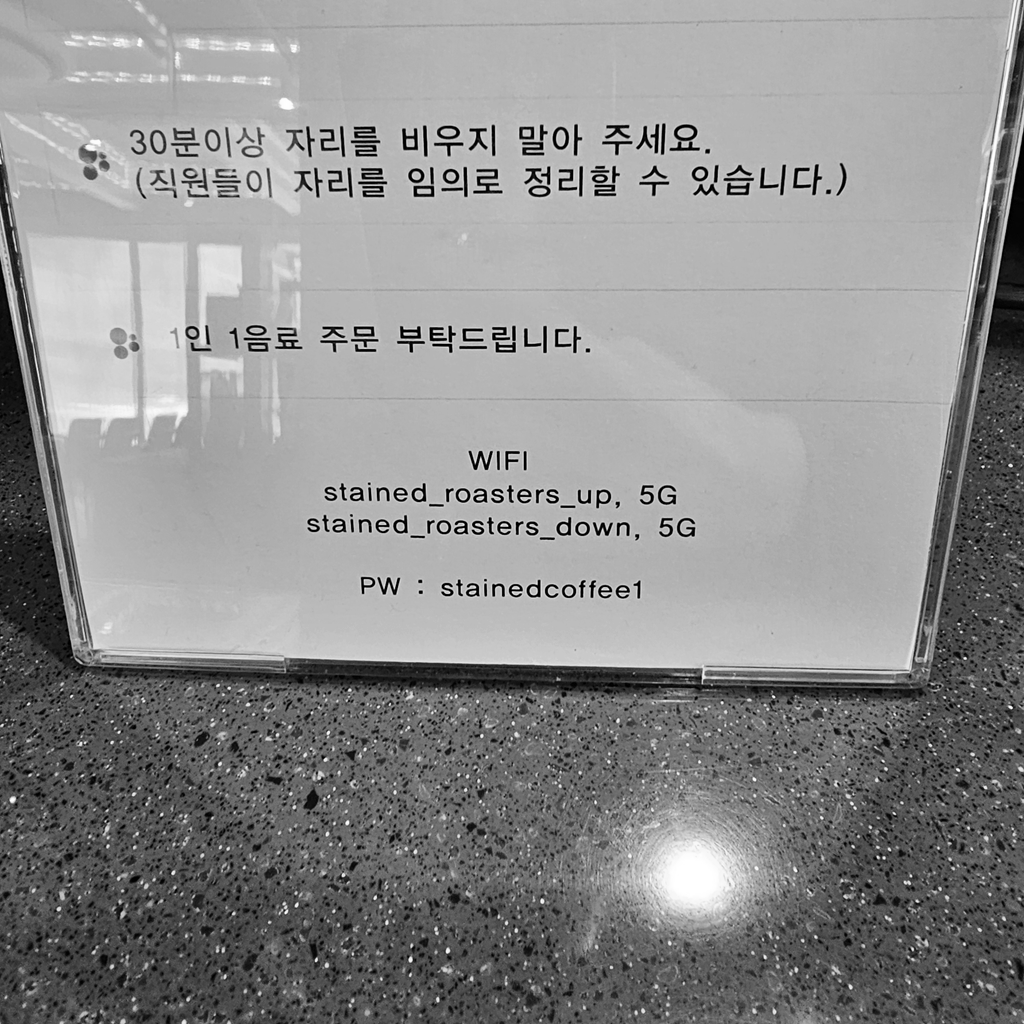 30분이상 자리를 비우지 말아 주세요.
(직원들이 자리를 임의로 정리할 수 있습니다.)
1인 1음료 주문 부탁드립니다.
WIFI
stained_roasters_up, 5G
stained_roasters_down, 5G
PW : stainedcoffee1